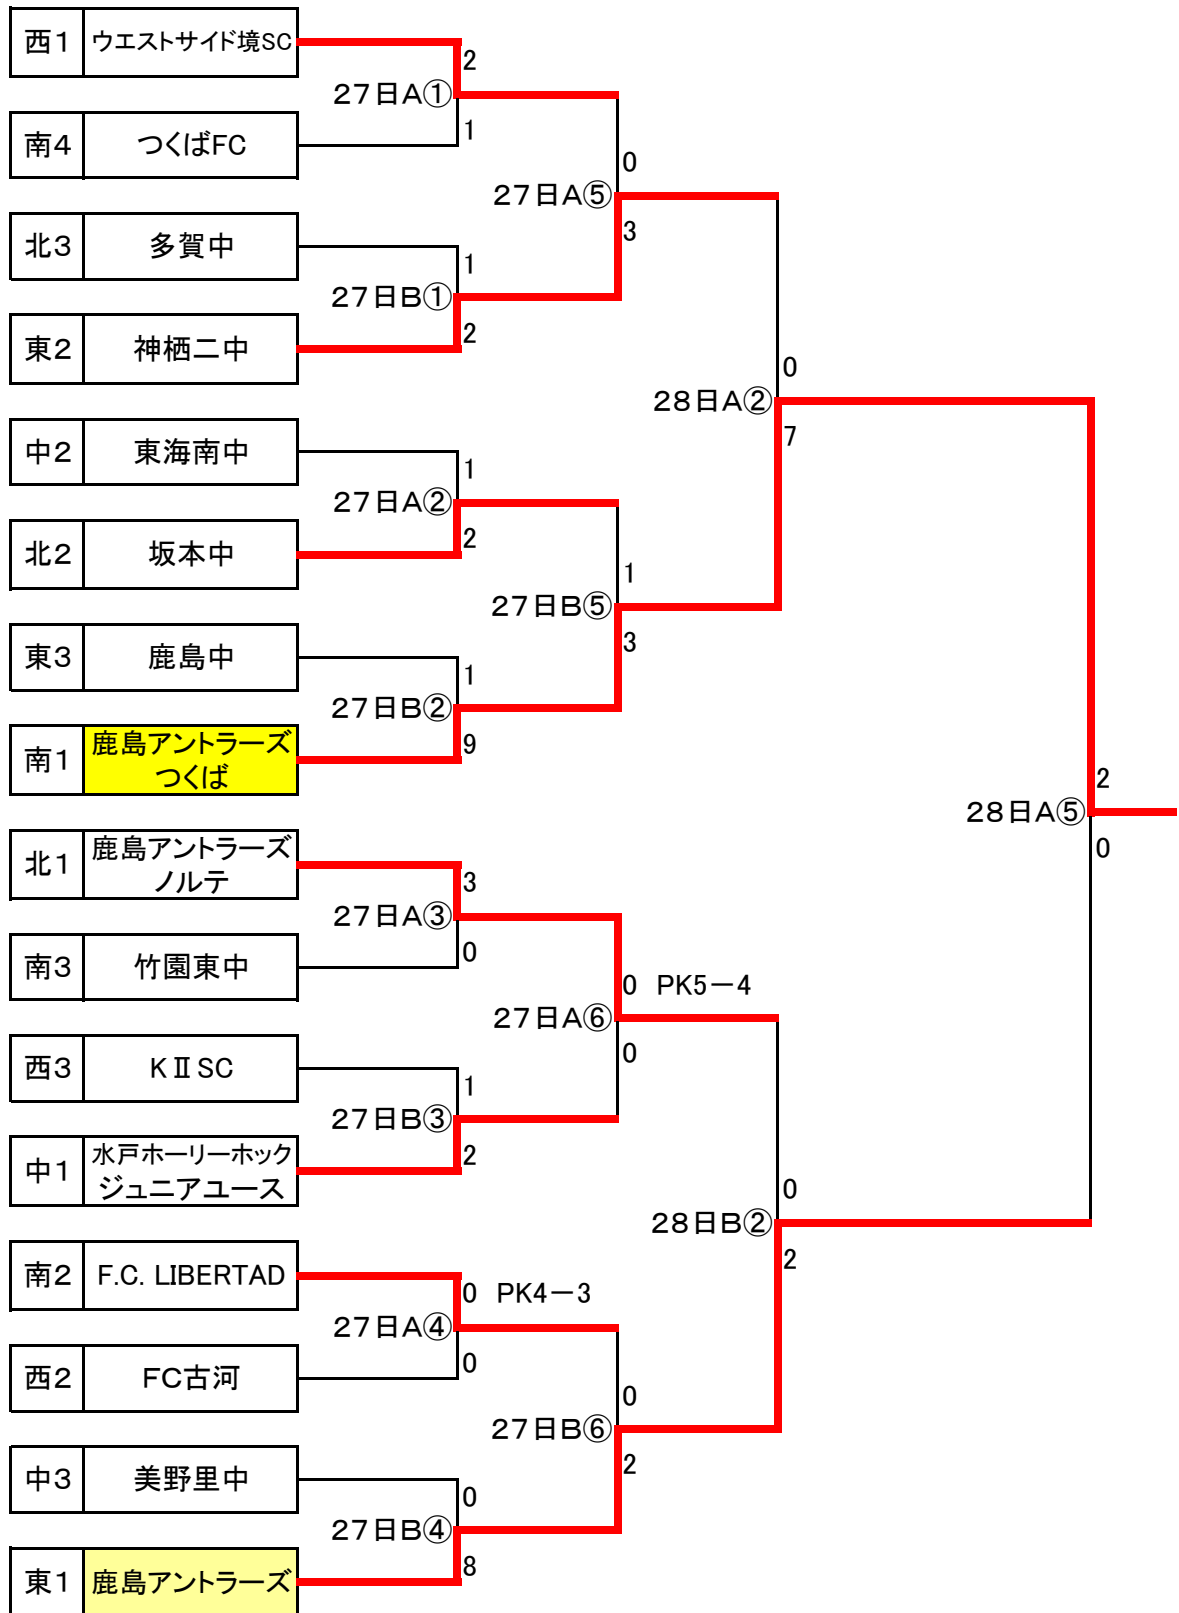 西1 ウエストサイド境SC
2
27日A①
南4 つくばFC
1
0
27日A⑤
北3 多賀中
3
1
27日B①
東2 神栖二中
2
0
28日A②
中2 東海南中
7
1
27日A②
北2 坂本中
2
1
27日B⑤
東3 鹿島中
3
1
27日B②
南1 鹿島アントラーズ
つくば
9
2
28日A⑤
0
北1 鹿島アントラーズ
ノルテ
3
27日A③
南3 竹園東中
0
0 PK5－4
27日A⑥
0
西3 KⅡSC
1
27日B③
中1 水戸ホーリーホック
ジュニアユース
2
0
28日B②
2
南2 F.C. LIBERTAD
0 PK4－3
27日A④
西2 FC古河
0
0
27日B⑥
2
中3 美野里中
0
27日B④
東1 鹿島アントラーズ
8